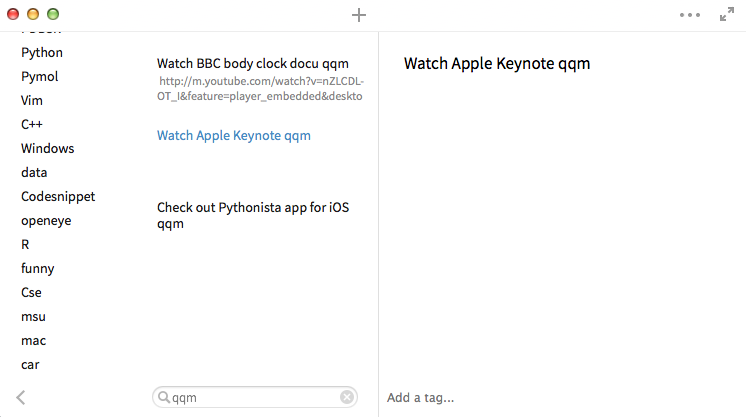 Python
Pymol
Vim
C++
Windows
data
Codesnippet
openeye
R
funny
Cse
msu
mac
car
Watch BBC body clock docu qqm
http://m.youtube.com/watch?v=nZLCDL-
OT_I&feature=player_embedded&deskto
Watch Apple Keynote qqm
Check out Pythonista app for iOS
qqm
qqm
Watch Apple Keynote qqm
Add a tag...